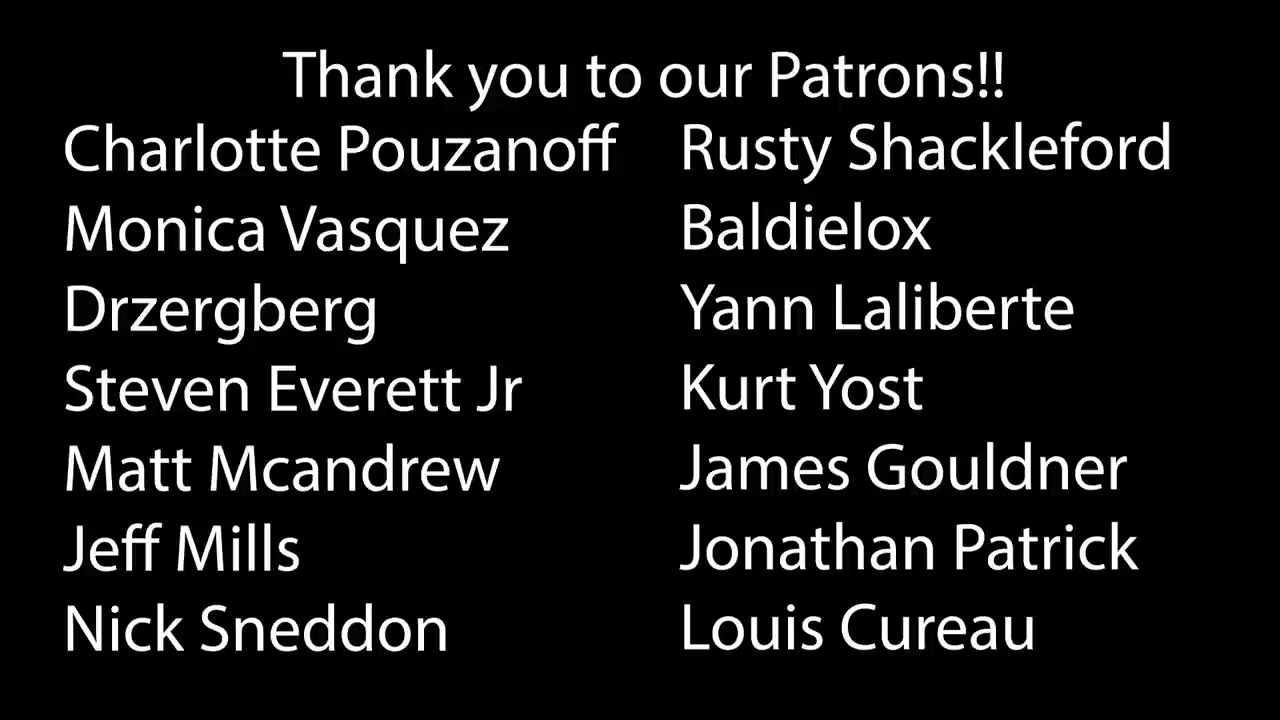 Thank you to our Patrons!!
Charlotte Pouzanoff
Monica Vasquez
Drzergberg
Steven Everett Jr
Matt Mcandrew
Jeff Mills
Nick Sneddon
Rusty Shackleford
Baldielox
Yann Laliberte
Kurt Yost
James Gouldner
Jonathan Patrick
Louis Cureau